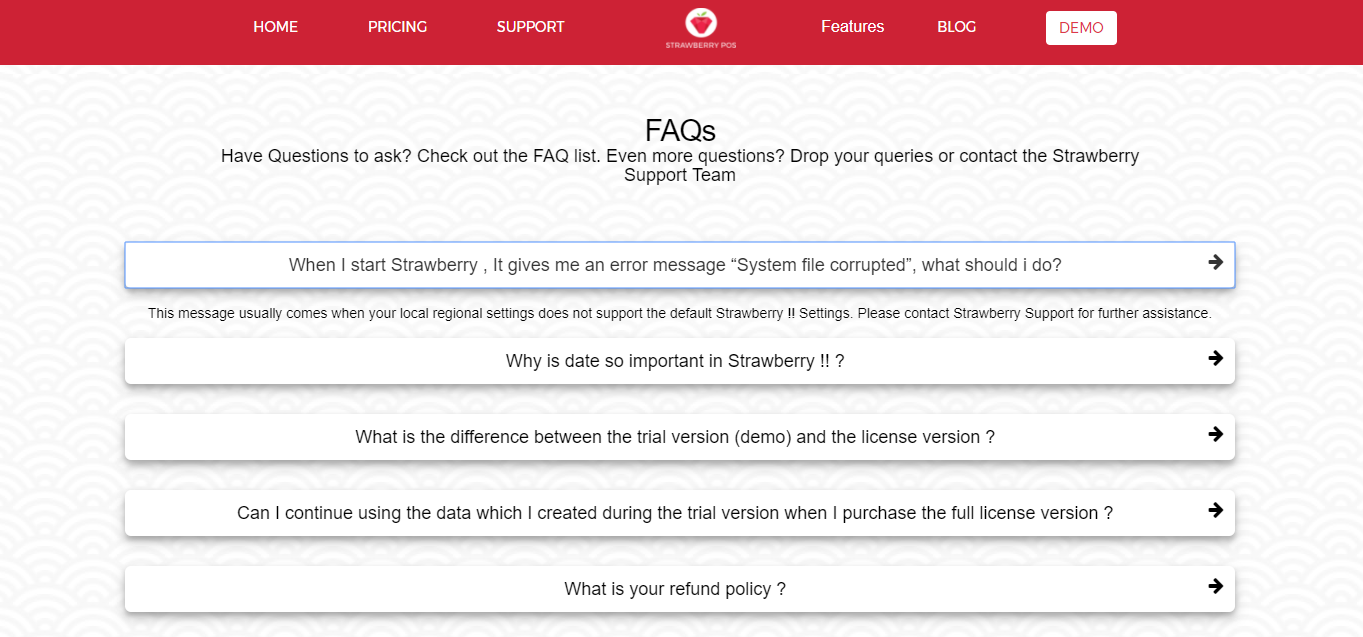 HOME PRICING SUPPORT STRAWBERRY POS Features BLOG DEMO
FAQs
Have Questions to ask? Check out the FAQ list. Even more questions? Drop your queries or contact the Strawberry
Support Team
When I start Strawberry , It gives me an error message “System file corrupted”, what should i do?
This message usually comes when your local regional settings does not support the default Strawberry !! Settings. Please contact Strawberry Support for further assistance.
Why is date so important in Strawberry !! ?
What is the difference between the trial version (demo) and the license version ?
Can I continue using the data which I created during the trial version when I purchase the full license version ?
What is your refund policy ?